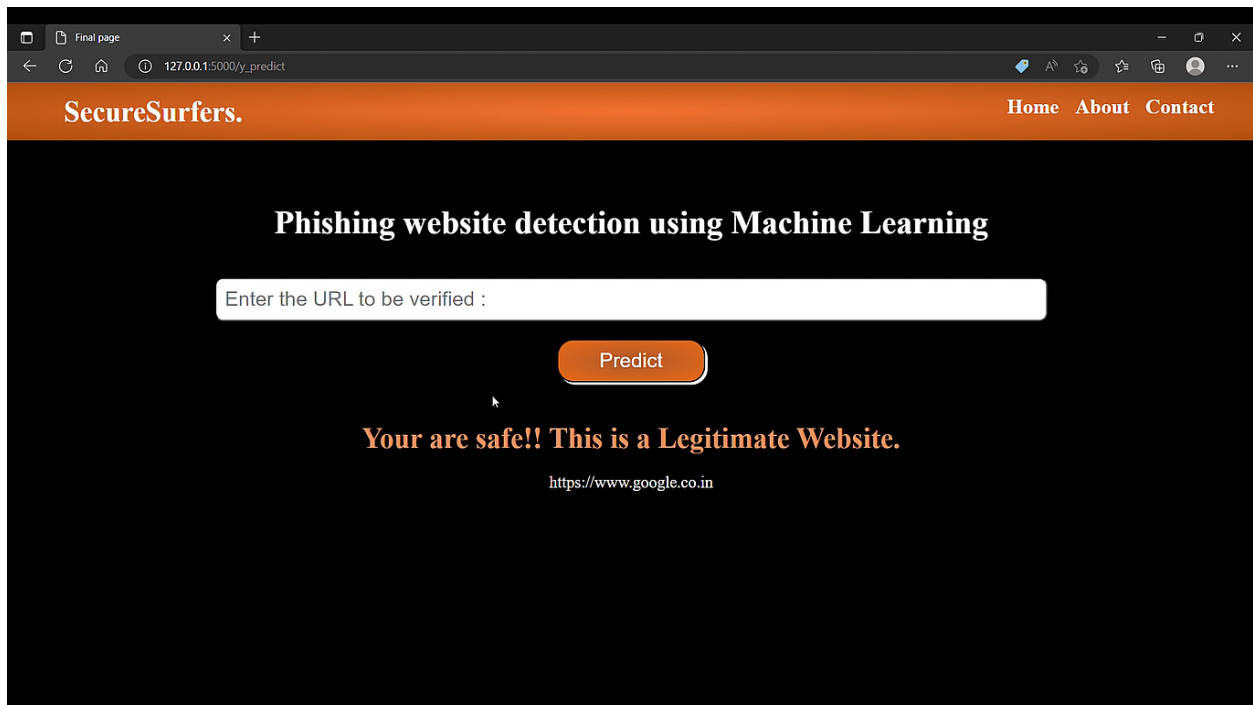 Final page
127.0.0.1:5000/y_predict
SecureSurfers.
Home About Contact
Phishing website detection using Machine Learning
Enter the URL to be verified :
Predict
Your are safe!! This is a Legitimate Website.
https://www.google.co.in